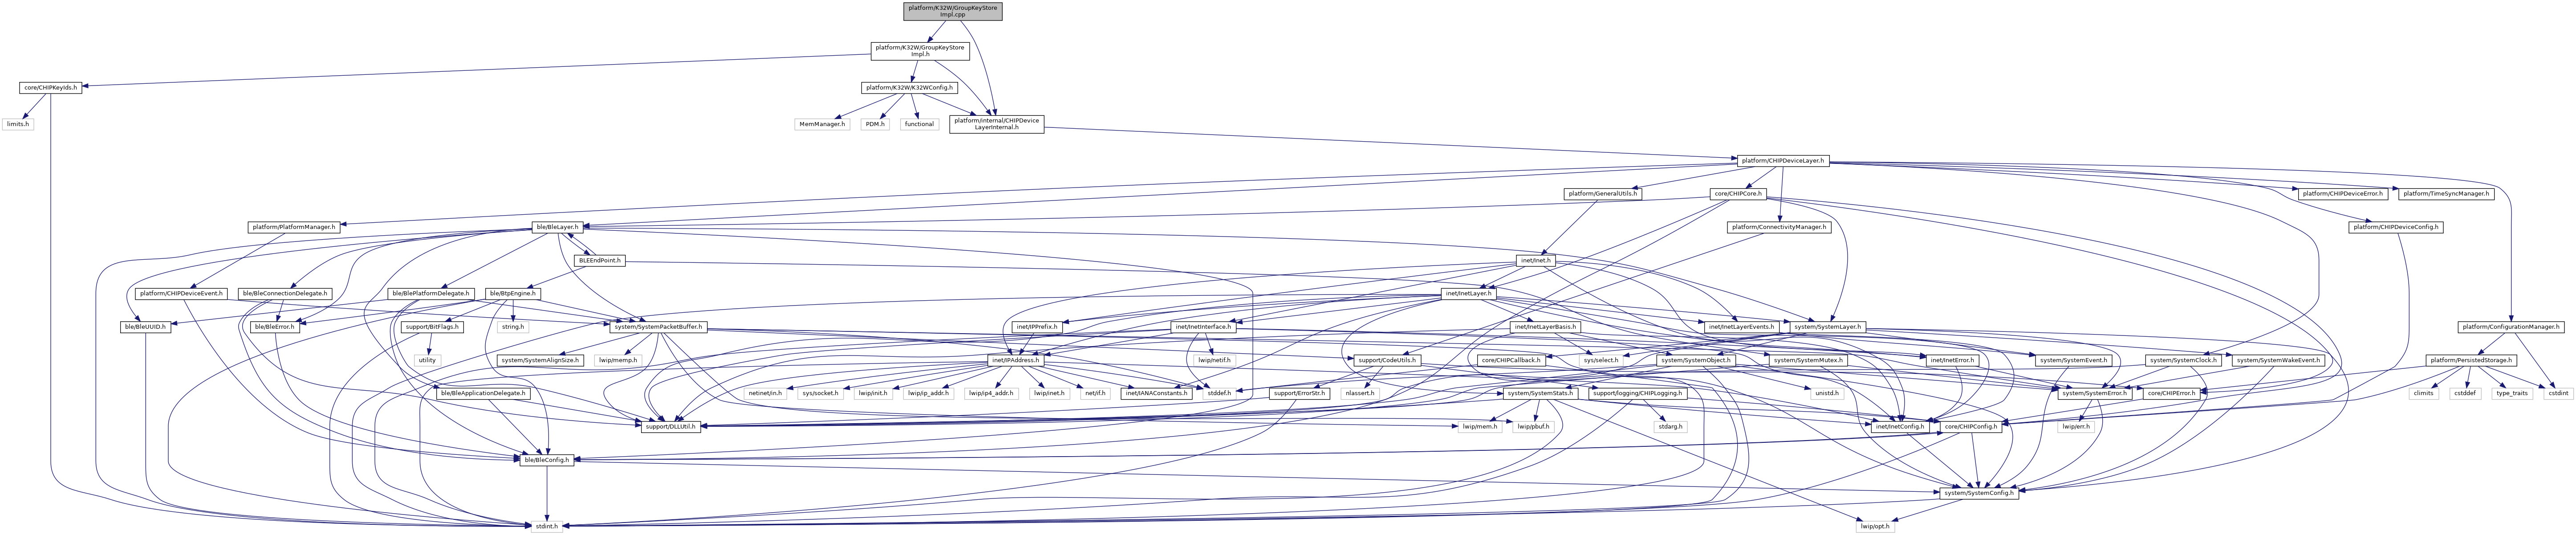 platform/K32W/GroupKeyStore
Impl.cpp
platform/K32W/GroupKeyStore
Impl.h
core/CHIPKeyIds.h
platform/K32W/K32WConfig.h
limits.h
MemManager.h
PDM.h
functional
platform/internal/CHIPDevice
LayerInternal.h
platform/CHIPDeviceLayer.h
platform/GeneralUtils.h
core/CHIPCore.h
platform/CHIPDeviceError.h
platform/TimeSyncManager.h
platform/PlatformManager.h
ble/BleLayer.h
platform/ConnectivityManager.h
platform/CHIPDeviceConfig.h
BLEEndPoint.h
inet/Inet.h
platform/CHIPDeviceEvent.h
ble/BleConnectionDelegate.h
ble/BlePlatformDelegate.h
ble/BtpEngine.h
inet/InetLayer.h
ble/BleUUID.h
ble/BleError.h
support/BitFlags.h
string.h
system/SystemPacketBuffer.h
inet/IPPrefix.h
inet/InetInterface.h
inet/InetLayerBasis.h
inet/InetLayerEvents.h
system/SystemLayer.h
platform/ConfigurationManager.h
utility
system/SystemAlignSize.h
lwip/memp.h
inet/IPAddress.h
lwip/netif.h
support/CodeUtils.h
core/CHIPCallback.h
sys/select.h
system/SystemObject.h
system/SystemMutex.h
inet/InetError.h
system/SystemEvent.h
system/SystemClock.h
system/SystemWakeEvent.h
platform/PersistedStorage.h
ble/BleApplicationDelegate.h
netinet/in.h
sys/socket.h
lwip/init.h
lwip/ip_addr.h
lwip/ip4_addr.h
lwip/inet.h
net/if.h
inet/IANAConstants.h
stddef.h
support/ErrorStr.h
nlassert.h
system/SystemStats.h
support/logging/CHIPLogging.h
unistd.h
system/SystemError.h
core/CHIPError.h
climits
cstddef
type_traits
cstdint
support/DLLUtil.h
lwip/mem.h
lwip/pbuf.h
stdarg.h
inet/InetConfig.h
core/CHIPConfig.h
lwip/err.h
ble/BleConfig.h
system/SystemConfig.h
stdint.h
lwip/opt.h